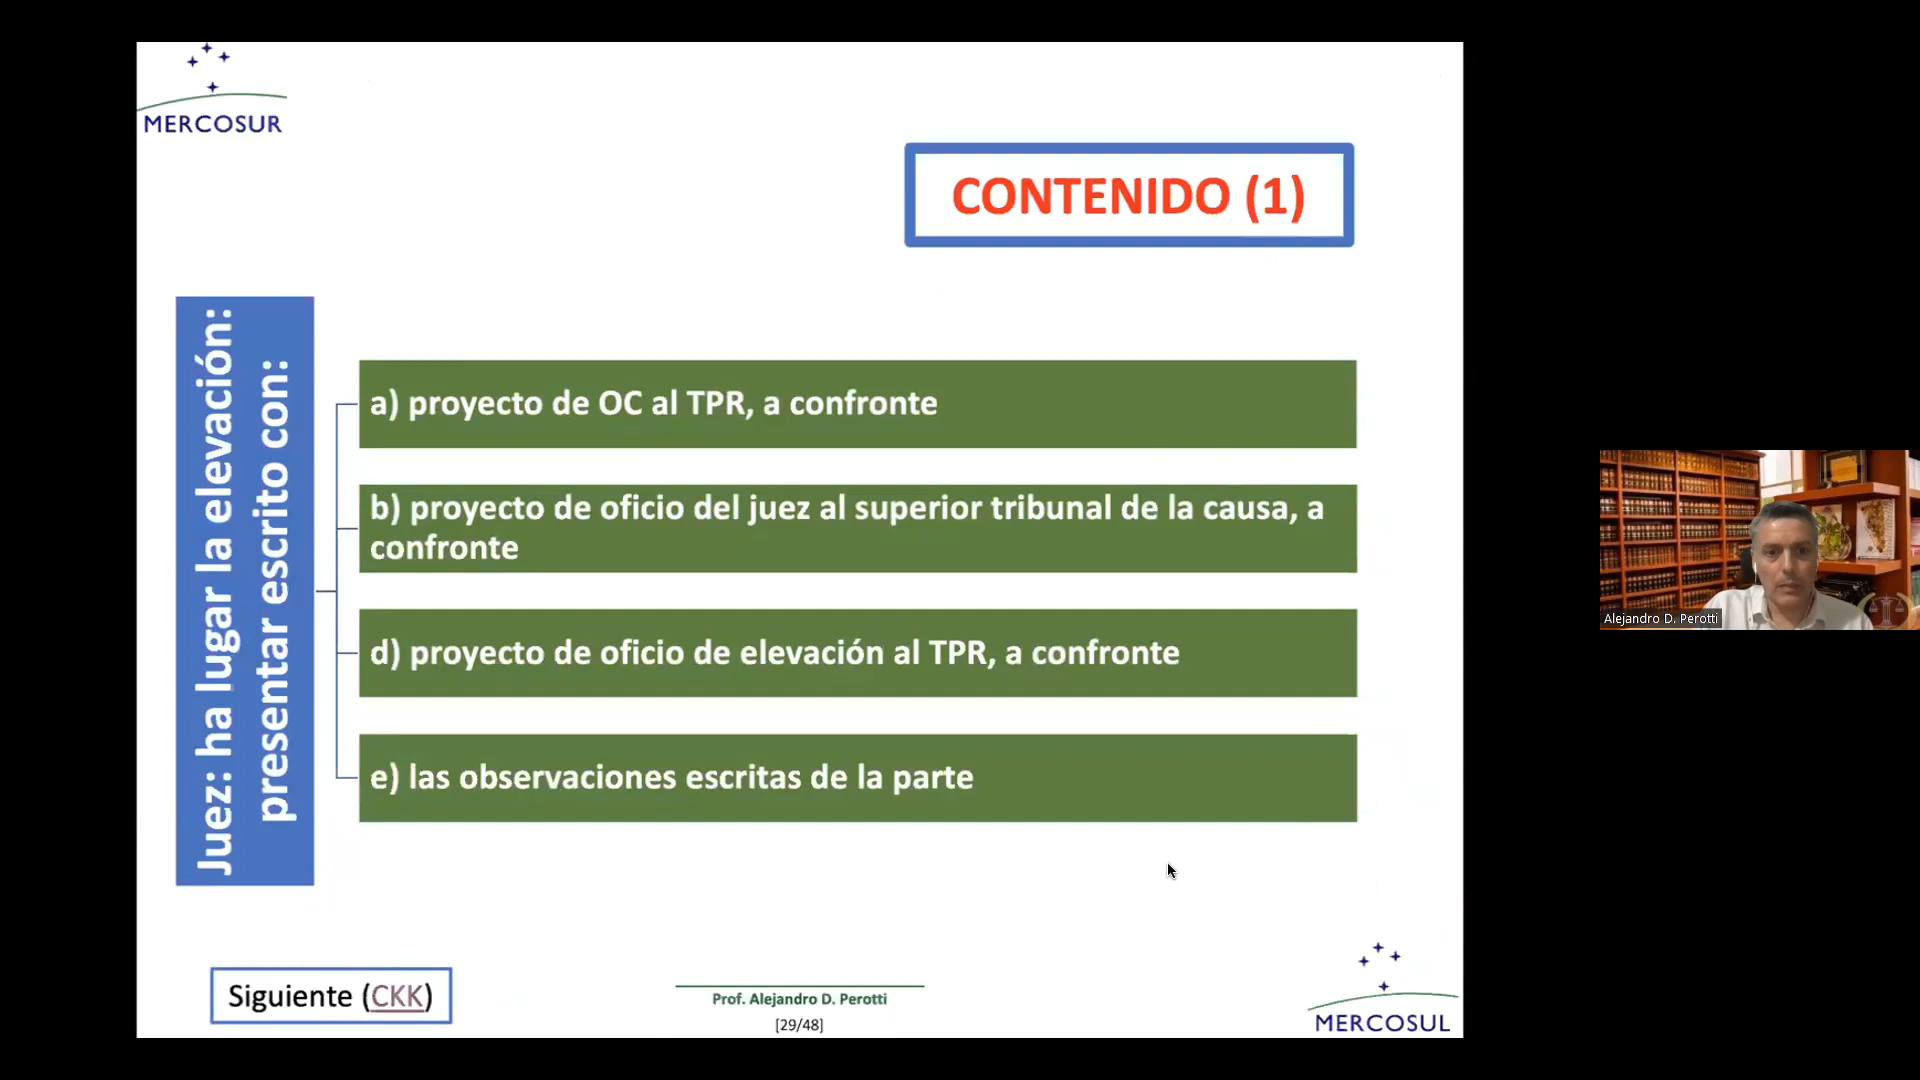 MERCOSUR
CONTENIDO (1)
Juez: ha lugar la elevación:
presentar escrito con:
a) proyecto de OC al TPR, a confronte
b) proyecto de oficio del juez al superior tribunal de la causa, a
confronte
d) proyecto de oficio de elevación al TPR, a confronte
e) las observaciones escritas de la parte
Alejandro D. Perotti
Siguiente (CKK)
Prof. Alejandro D. Perotti
[29/48]
MERCOSUL